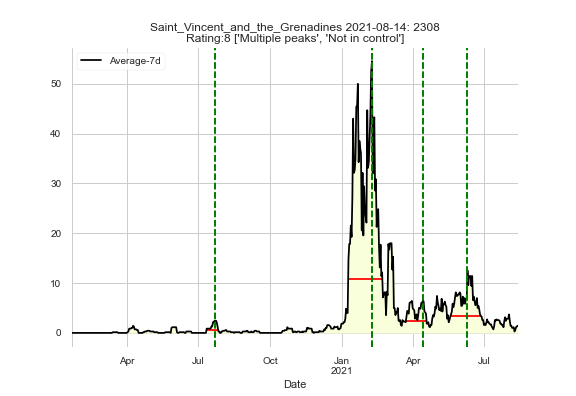 Saint_Vincent_and_the_Grenadines 2021-08-14: 2308
Rating:8 ['Multiple peaks', 'Not in control']
Average-7d
50
40
30
20
10
0
Apr Jul Oct Jan Apr Jul
2021
Date